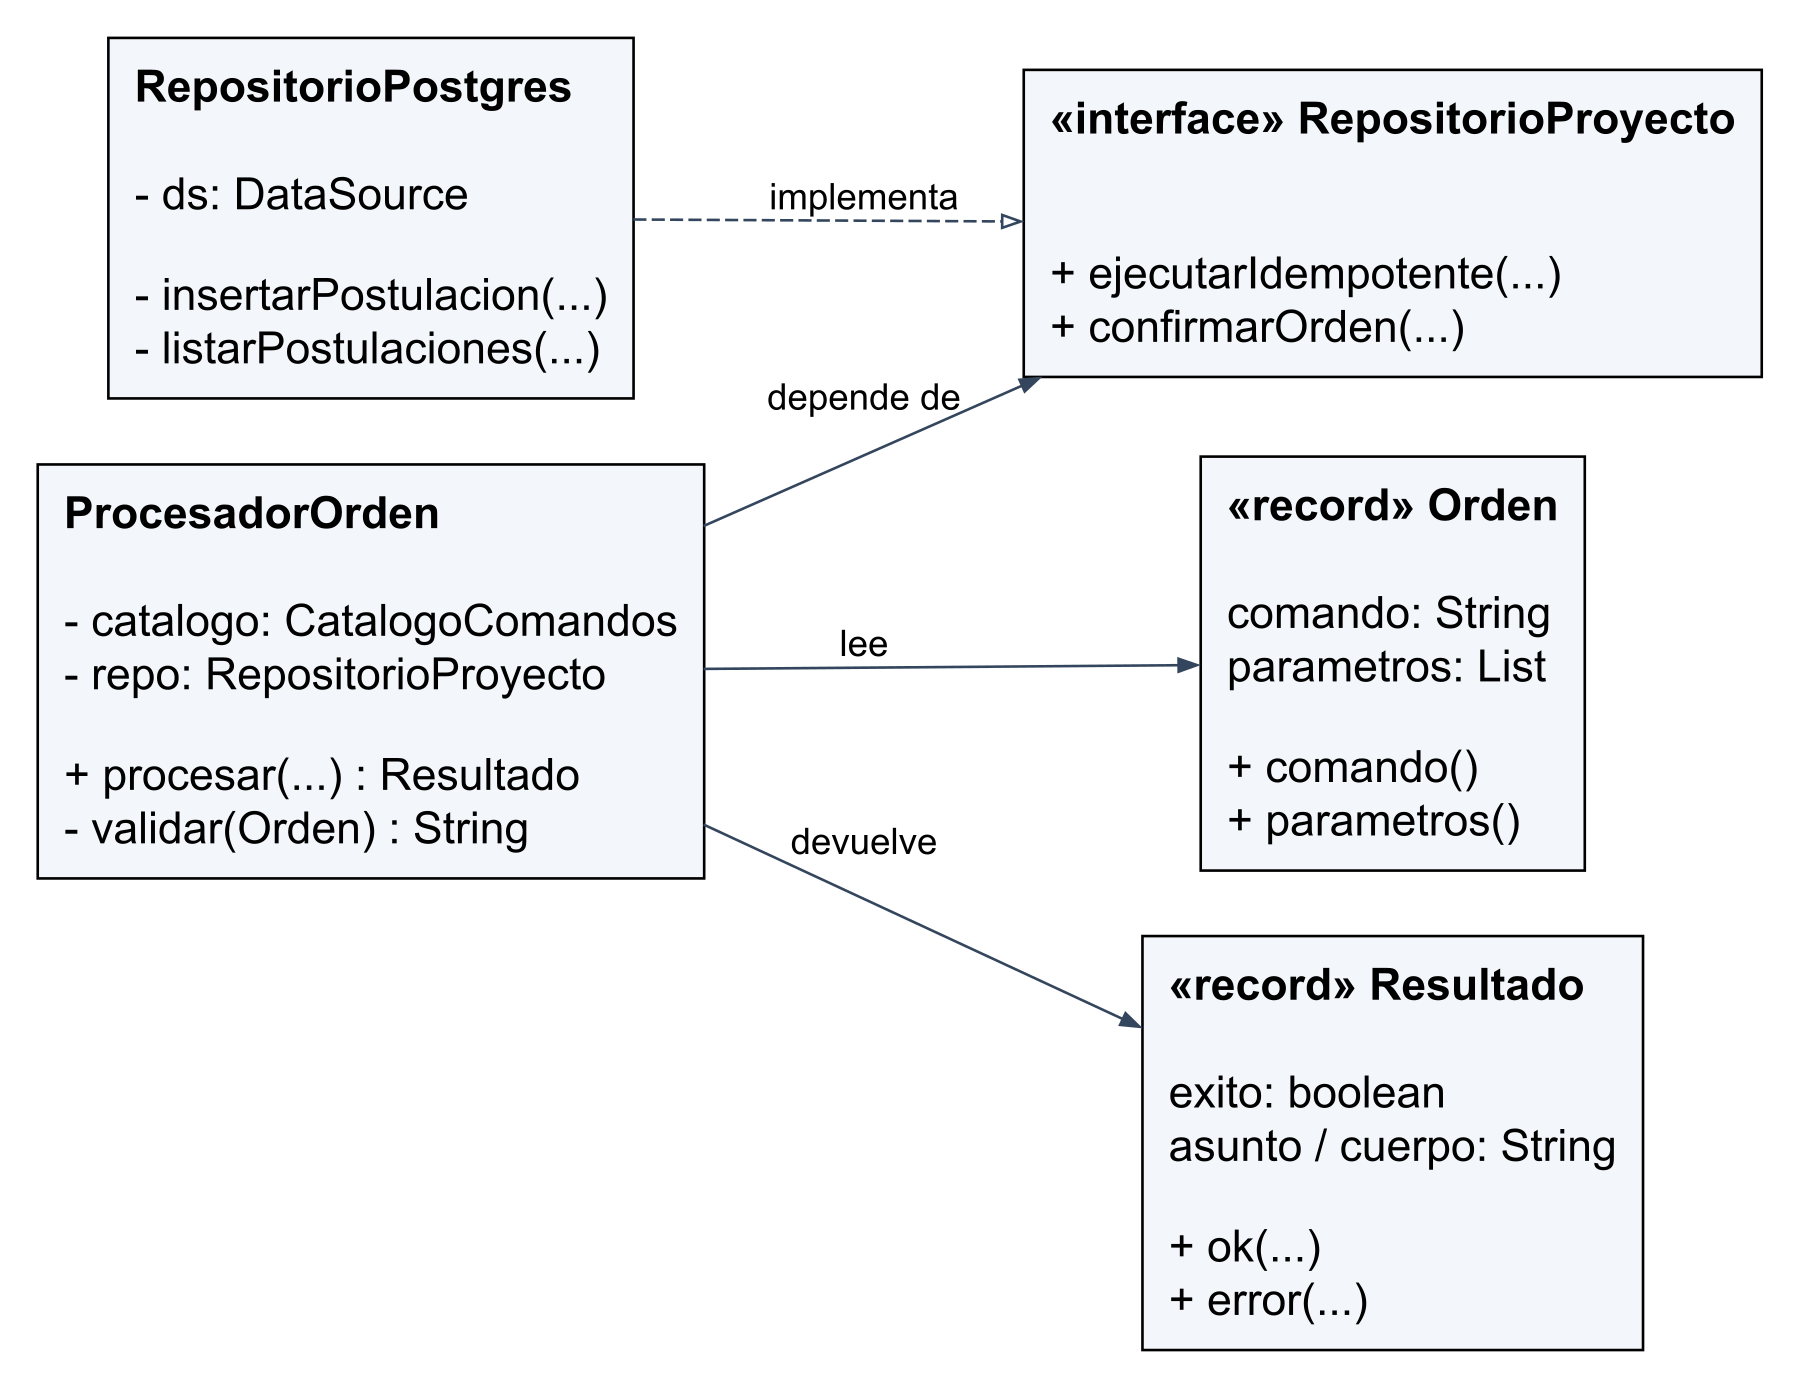 RepositorioPostgres
- ds: DataSource
- insertarPostulacion(...)
- listarPostulaciones(...)
implementa
«interface» RepositorioProyecto
+ ejecutarIdempotente(...)
+ confirmarOrden(...)
depende de
ProcesadorOrden
- catalogo: CatalogoComandos
- repo: RepositorioProyecto
+ procesar(...) : Resultado
- validar(Orden) : String
lee
«record» Orden
comando: String
parametros: List
+ comando()
+ parametros()
devuelve
«record» Resultado
exito: boolean
asunto / cuerpo: String
+ ok(...)
+ error(...)